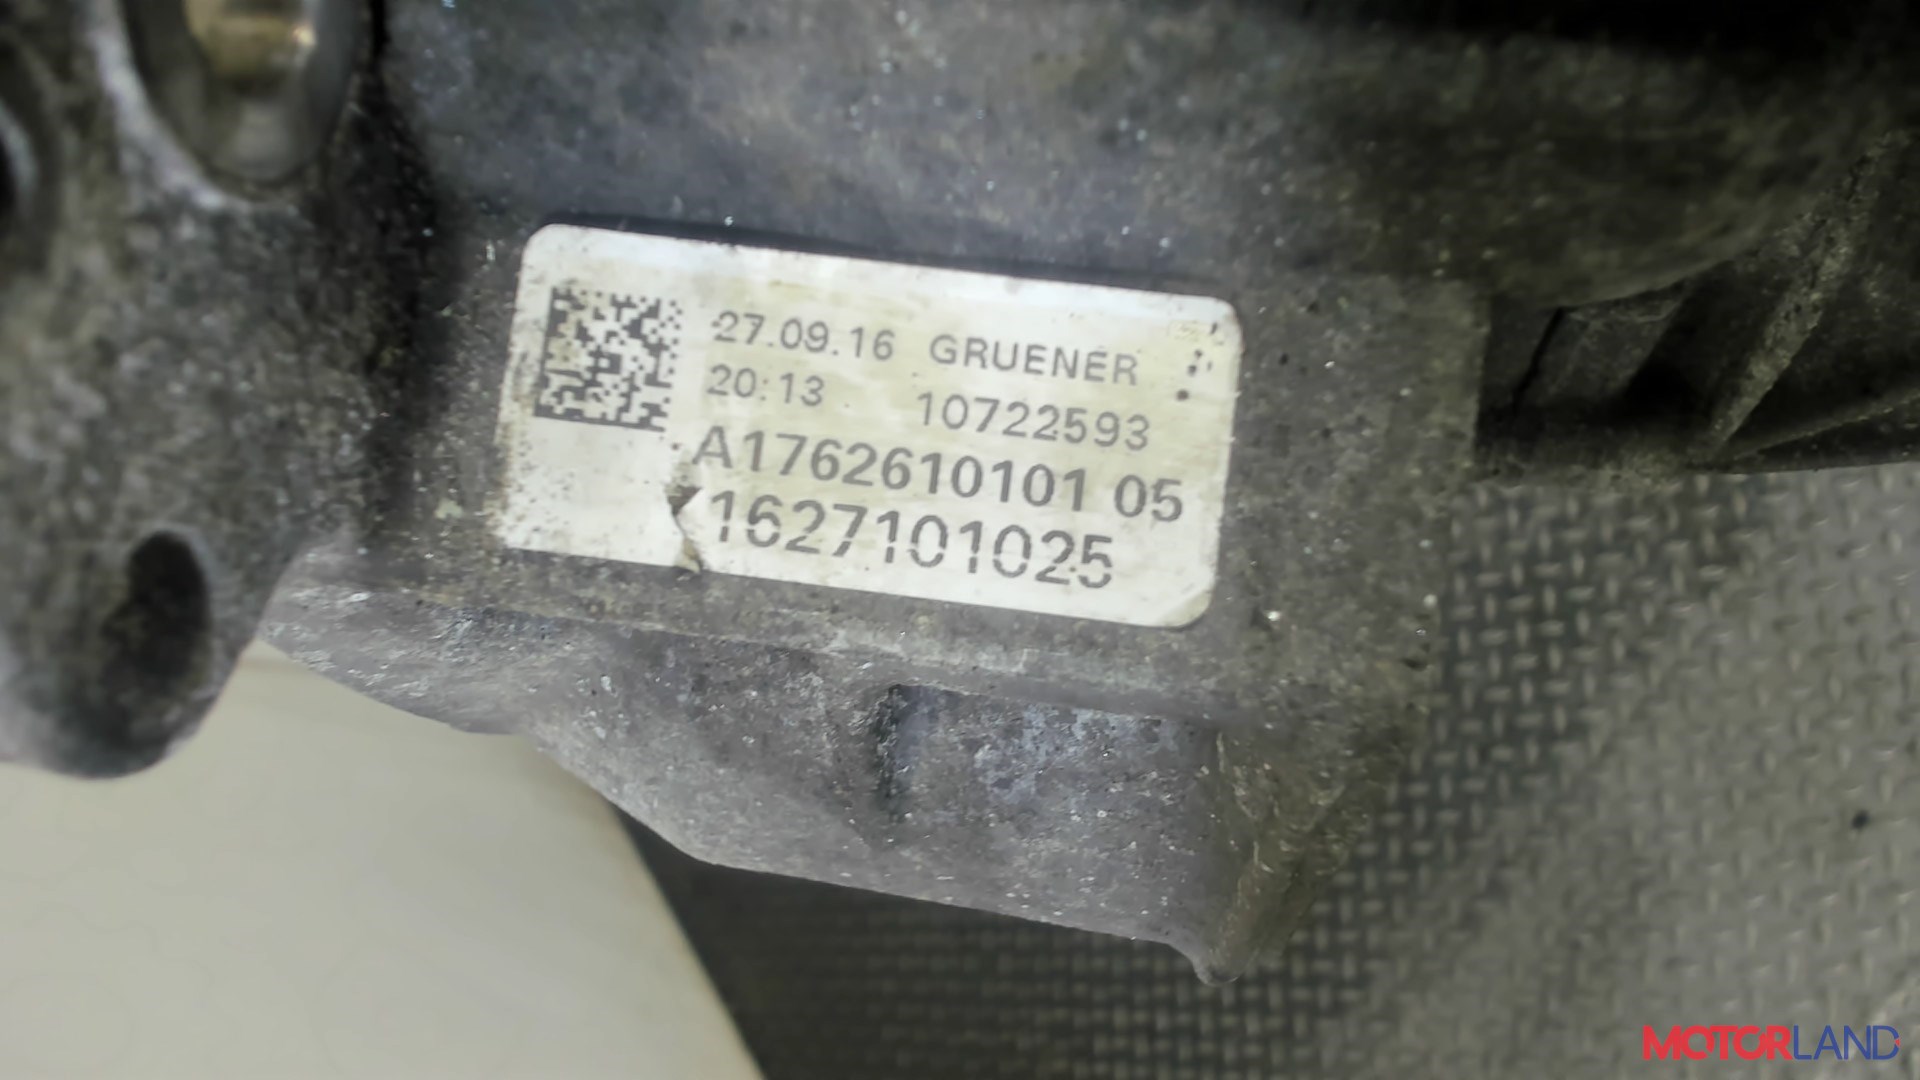 27.09.16 GRUENER
20:13 10722593
A1762610101 05
1627101025
MOTORLAND